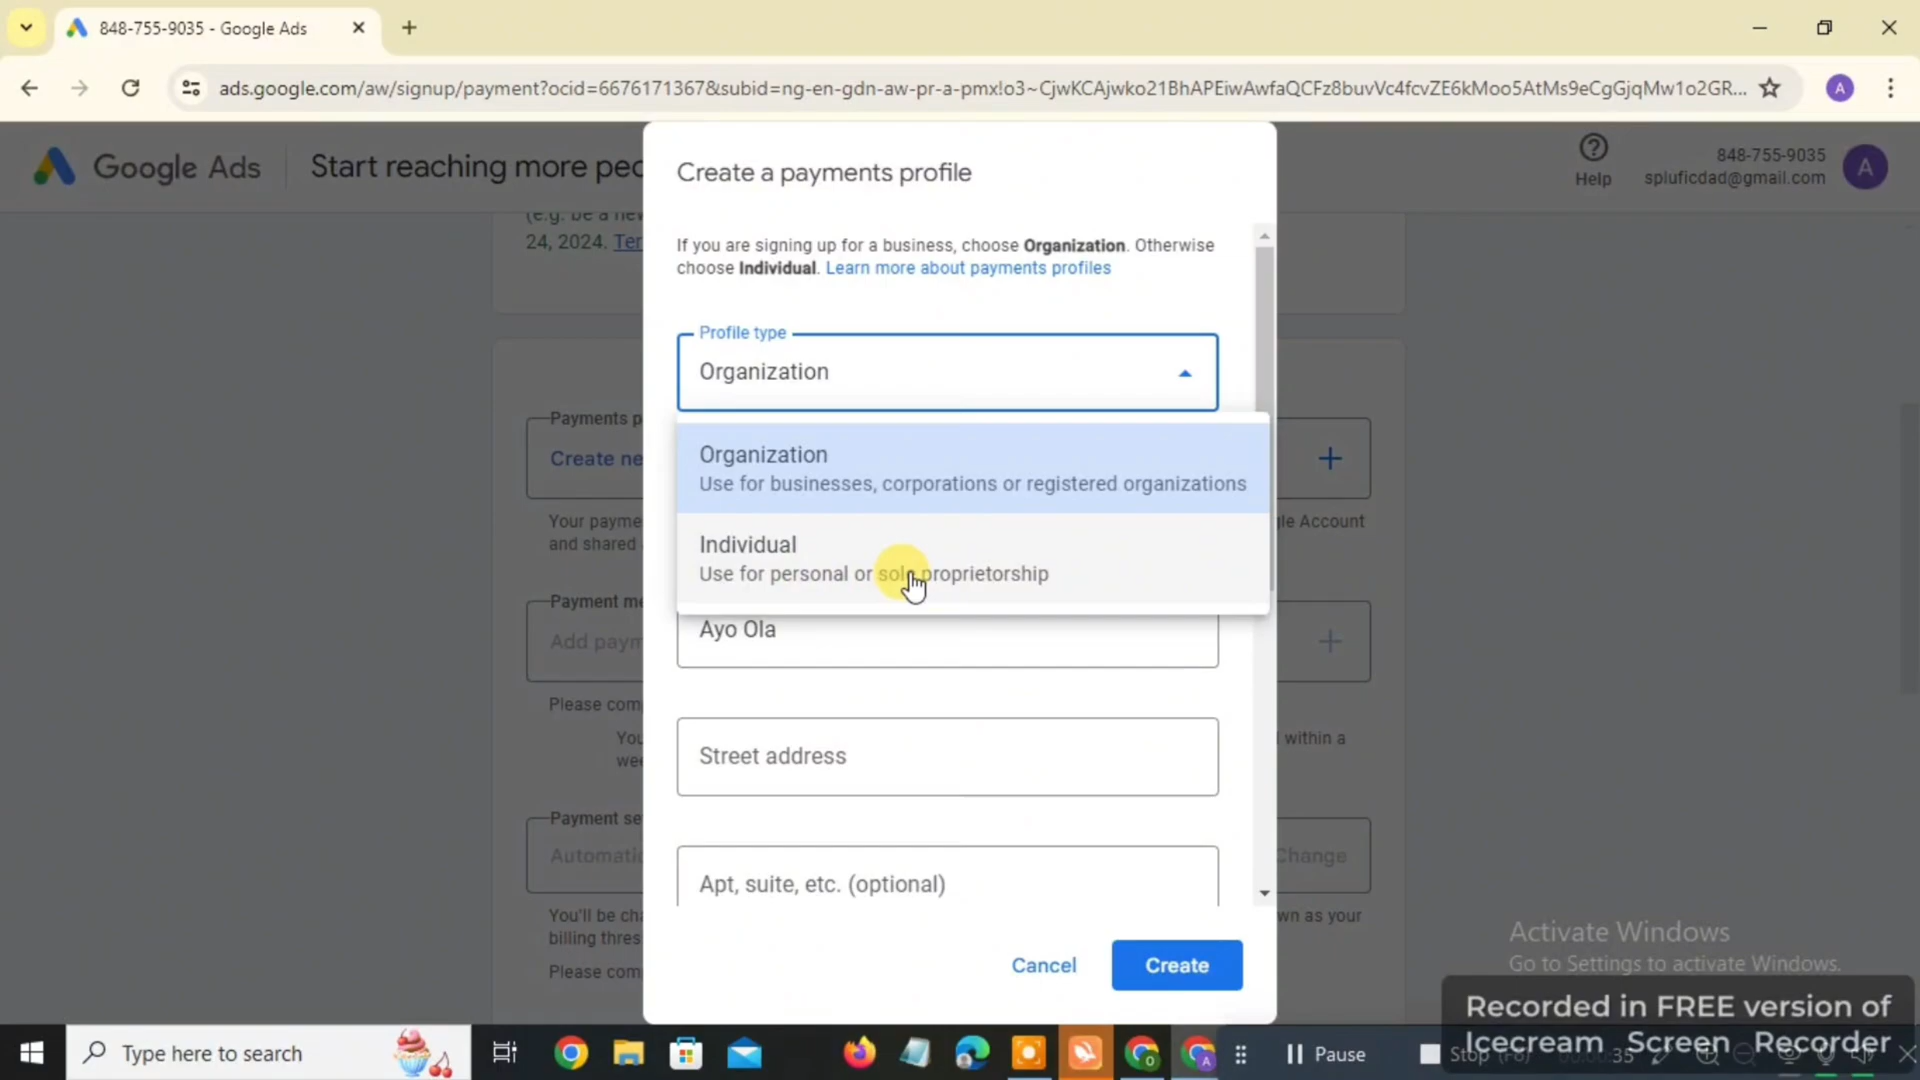 848-755-9035 - Google Ads
ads.google.com/aw/signup/payment?ocid=6676171367&subid=ng-en-gdn-aw-pr-a-pmx!o3~CjwKCAjwko21BhAPEiwAwfaQCFz8buvVc4fcvZE6kMoo5AtMs9eCgGjqMw1o2GR...
A
Google Ads
Start reaching more peo
Help
848-755-9035
spluficdad@gmail.com
A
(e.g. be a new
24, 2024. Ter
Create a payments profile
If you are signing up for a business, choose Organization. Otherwise
choose Individual. Learn more about payments profiles
Profile type
Organization
Organization
Use for businesses, corporations or registered organizations
Individual
Use for personal or sole proprietorship
Ayo Ola
Street address
Apt, suite, etc. (optional)
Cancel
Create
Payments p
Create ne
Your payme
gle Account
and shared
Payment me
Add paym
Please com
You
d within a
wee
Payment se
Automatic
Change
You'll be cha
wn as your
billing thres
Please com
Activate Windows
Go to Settings to activate Windows.
Recorded in FREE version of
Icecream Screen Recorder
Type here to search
Pause
Stop (F8)